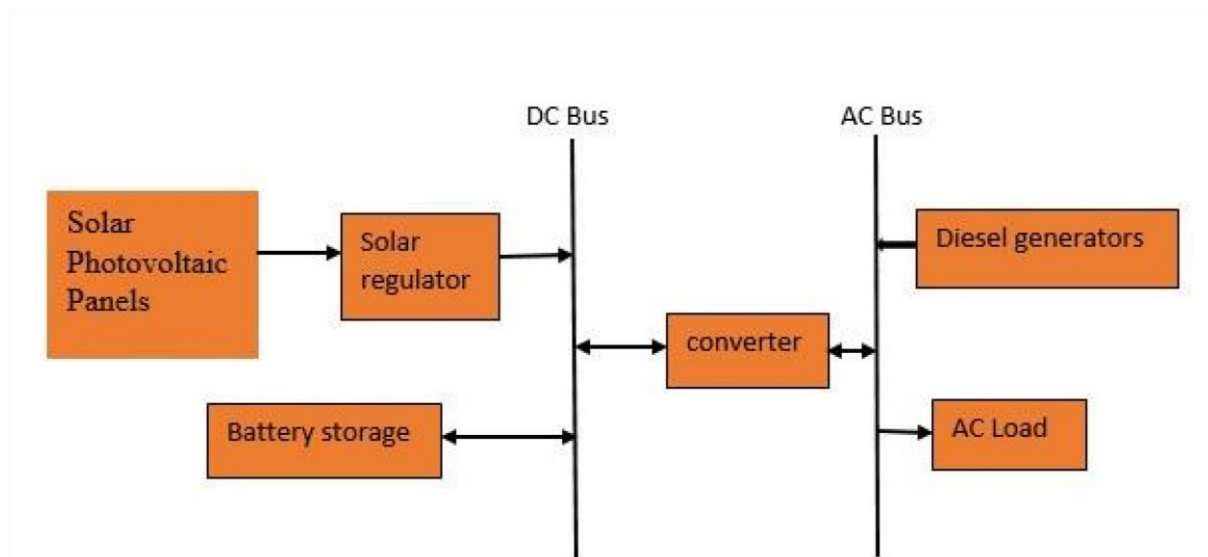 DC Bus
AC Bus
Solar
Photovoltaic
Panels
Solar
regulator
Diesel generators
converter
Battery storage
AC Load